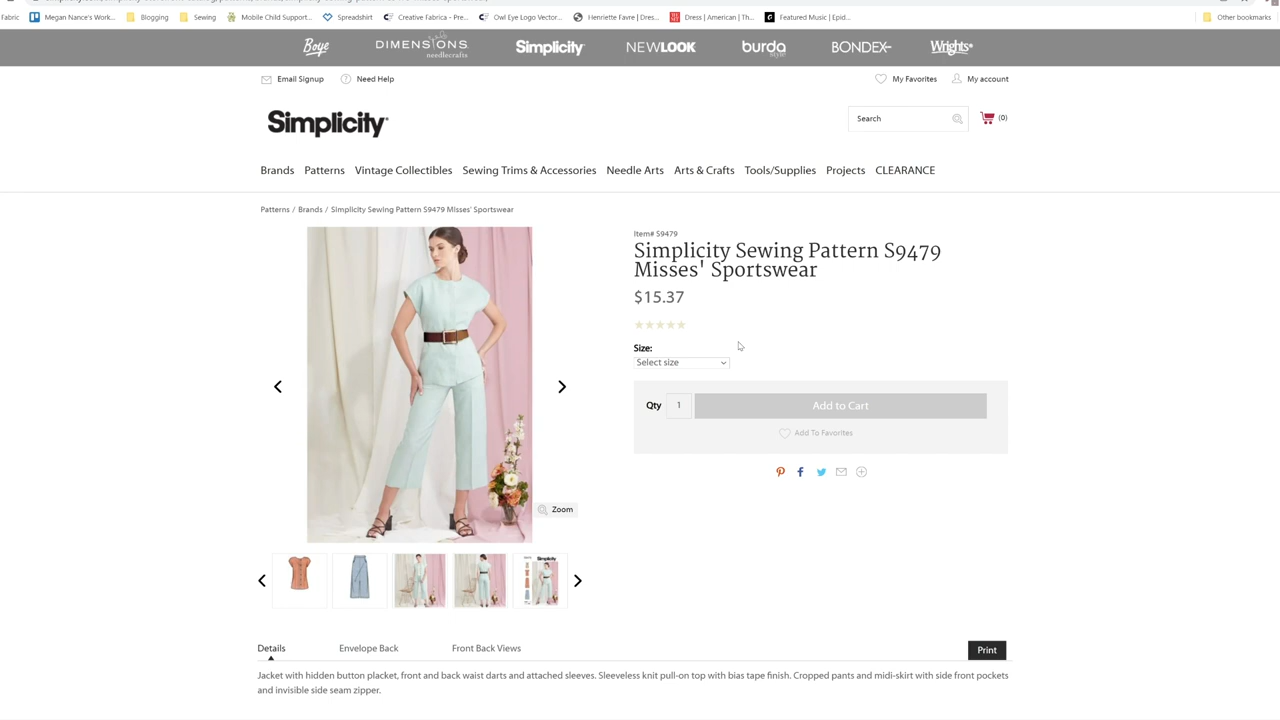 Fabric
Megan Nance's Work...
Blogging
Sewing
Mobile Child Support...
Spreadshirt
Creative Fabrica - Pre...
Owl Eye Logo Vector...
Henriette Favre | Dres...
Dress | American | Th...
Featured Music | Epid...
Other bookmarks
Boye
DIMENSIONS
needlecrafts
Simplicity
NEWLOOK
burda
style
BONDEX
Wrights
Email Signup
Need Help
My Favorites
My account
Simplicity
Search
(0)
Brands Patterns Vintage Collectibles Sewing Trims & Accessories Needle Arts Arts & Crafts Tools/Supplies Projects CLEARANCE
Patterns / Brands / Simplicity Sewing Pattern S9479 Misses' Sportswear
Item# S9479
Simplicity Sewing Pattern S9479
Misses' Sportswear
$15.37
Size:
Select size
Qty 1 Add to Cart
Add To Favorites
Zoom
Simplicity
Details Envelope Back Front Back Views Print
Jacket with hidden button placket, front and back waist darts and attached sleeves. Sleeveless knit pull-on top with bias tape finish. Cropped pants and midi-skirt with side front pockets
and invisible side seam zipper.